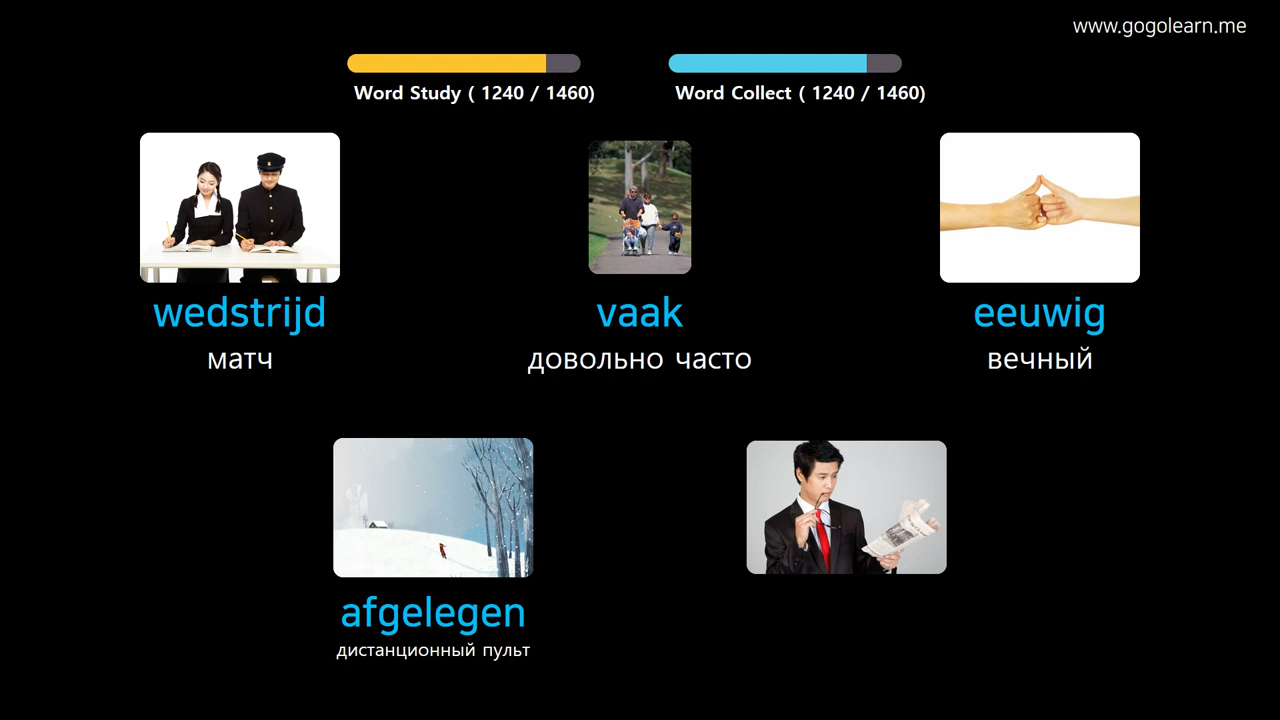 www.gogolearn.me
Word Study ( 1240 / 1460)
Word Collect ( 1240 / 1460)
wedstrijd
матч
vaak
довольно часто
eeuwig
вечный
afgelegen
дистанционный пульт